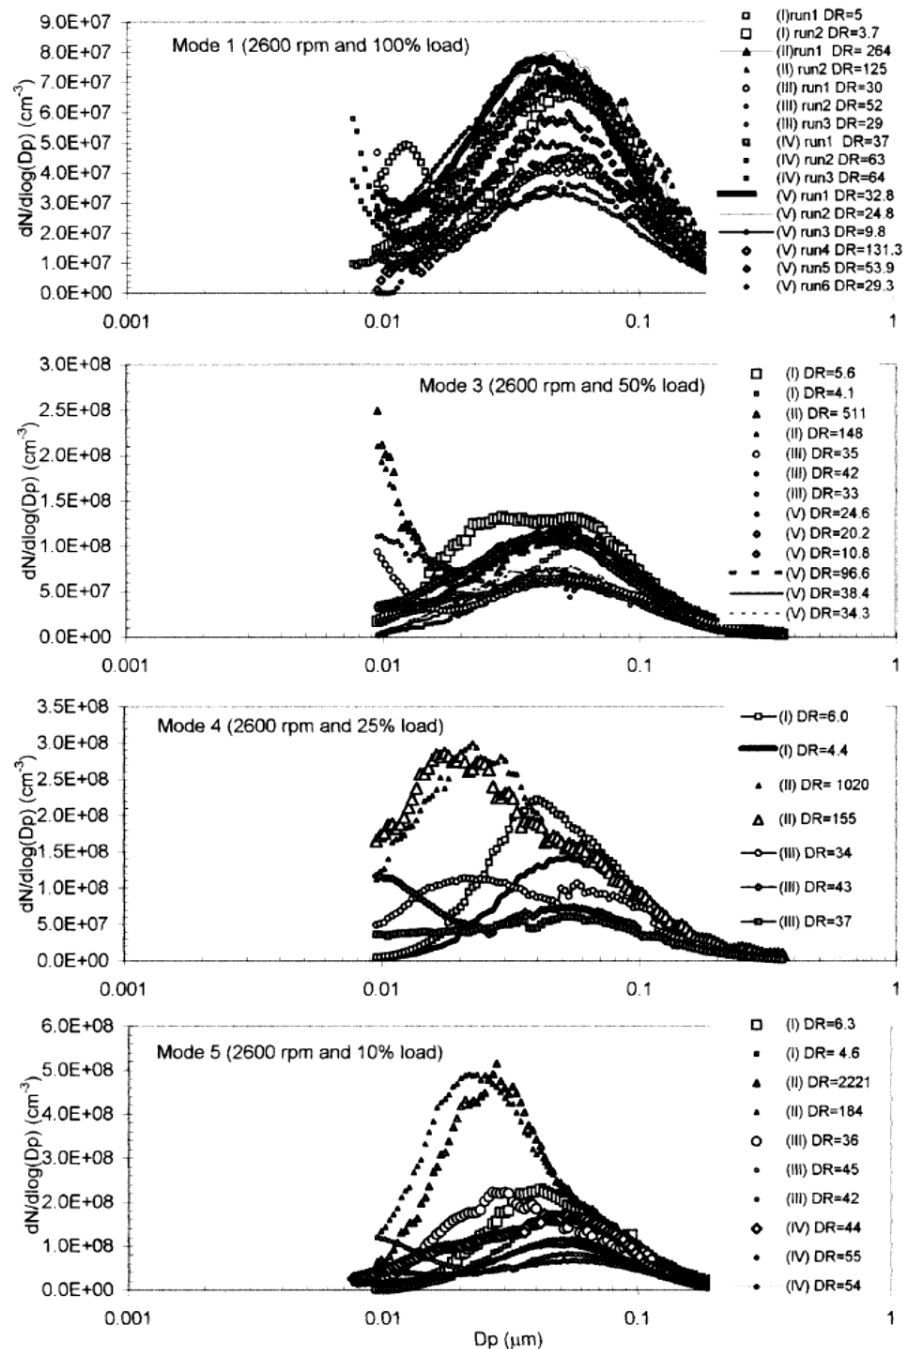 Mode 1 (2600 rpm and 100% load)
dN/dlog(Dp) (cm-3)
9.0E+07
8.0E+07
7.0E+07
6.0E+07
5.0E+07
4.0E+07
3.0E+07
2.0E+07
1.0E+07
0.0E+00
0.001
0.01
0.1
1
(I)run1 DR=5
(I) run2 DR=3.7
(II)run1 DR= 264
(II) run2 DR=125
(III) run1 DR=30
(III) run2 DR=52
(III) run3 DR=29
(IV) run1 DR=37
(IV) run2 DR=63
(IV) run3 DR=64
(V) run1 DR=32.8
(V) run2 DR=24.8
(V) run3 DR=9.8
(V) run4 DR=131.3
(V) run5 DR=53.9
(V) run6 DR=29.3
Mode 3 (2600 rpm and 50% load)
dN/dlog(Dp) (cm-3)
3.0E+08
2.5E+08
2.0E+08
1.5E+08
1.0E+08
5.0E+07
0.0E+00
0.001
0.01
0.1
1
(I) DR=5.6
(I) DR=4.1
(II) DR= 511
(II) DR=148
(III) DR=35
(III) DR=42
(III) DR=33
(V) DR=24.6
(V) DR=20.2
(V) DR=10.8
(V) DR=96.6
(V) DR=38.4
(V) DR=34.3
Mode 4 (2600 rpm and 25% load)
dN/dlog(Dp) (cm-3)
3.5E+08
3.0E+08
2.5E+08
2.0E+08
1.5E+08
1.0E+08
5.0E+07
0.0E+00
0.001
0.01
0.1
1
(I) DR=6.0
(I) DR=4.4
(II) DR= 1020
(II) DR=155
(III) DR=34
(III) DR=43
(III) DR=37
Mode 5 (2600 rpm and 10% load)
dN/dlog(Dp) (cm-3)
6.0E+08
5.0E+08
4.0E+08
3.0E+08
2.0E+08
1.0E+08
0.0E+00
0.001
0.01
0.1
1
Dp (µm)
(I) DR=6.3
(I) DR= 4.6
(II) DR=2221
(II) DR=184
(III) DR=36
(III) DR=45
(III) DR=42
(IV) DR=44
(IV) DR=55
(IV) DR=54